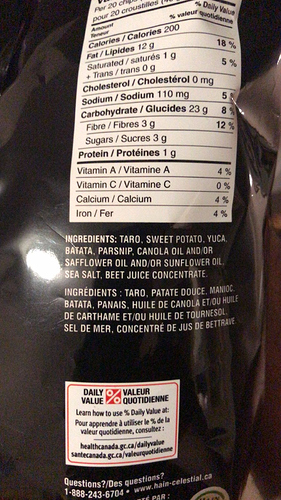 Per 20 chips
pour 20 croustilles
Amount
Teneur
% Daily Value
% valeur quotidienne
Calories / Calories 200
Fat / Lipides 12 g 18 %
Saturated / saturés 1 g
+ Trans / trans 0 g 5 %
Cholesterol / Cholestérol 0 mg
Sodium / Sodium 110 mg 5 %
Carbohydrate / Glucides 23 g 8 %
Fibre / Fibres 3 g 12 %
Sugars / Sucres 3 g
Protein / Protéines 1 g
Vitamin A / Vitamine A 4 %
Vitamin C / Vitamine C 0 %
Calcium / Calcium 4 %
Iron / Fer 4 %
INGREDIENTS: TARO, SWEET POTATO, YUCA,
BATATA, PARSNIP, CANOLA OIL AND/OR
SAFFLOWER OIL AND/OR SUNFLOWER OIL,
SEA SALT, BEET JUICE CONCENTRATE.
INGRÉDIENTS : TARO, PATATE DOUCE, MANIOC,
BATATA, PANAIS, HUILE DE CANOLA ET/OU HUILE
DE CARTHAME ET/OU HUILE DE TOURNESOL,
SEL DE MER, CONCENTRÉ DE JUS DE BETTRAVE.
DAILY % VALEUR
VALUE QUOTIDIENNE
Learn how to use % Daily Value at:
Pour apprendre à utiliser le % de la
valeur quotidienne, consultez :
healthcanada.gc.ca/dailyvalue
santecanada.gc.ca/valeurquotidienne
Questions?/Des questions?
1-888-243-6704 • www.hain-celestial.ca
PAR :